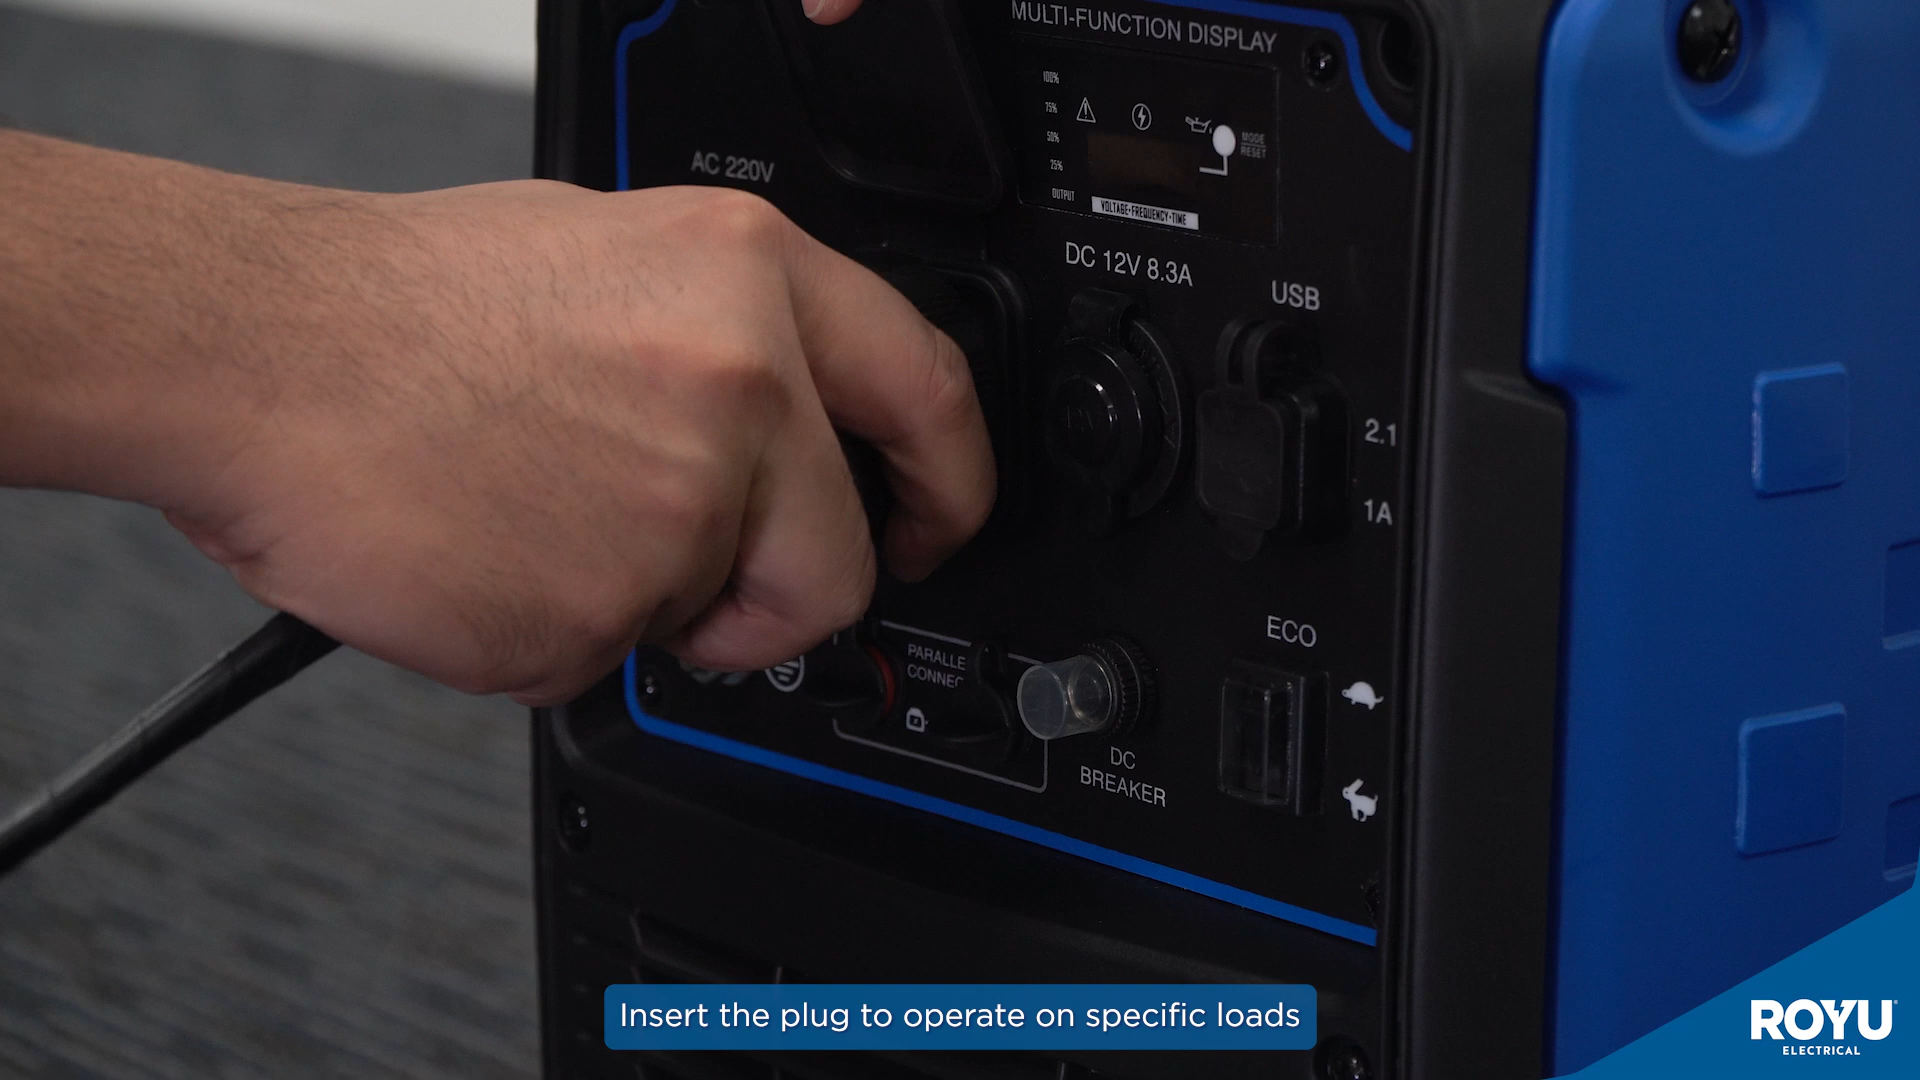 MULTI-FUNCTION DISPLAY
100%
75%
50%
25%
OUTPUT
MODE
RESET
VOLTAGE•FREQUENCY•TIME
AC 220V
DC 12V 8.3A
USB
2.1
1A
ECO
PARALLE
CONNEC
DC
BREAKER
Insert the plug to operate on specific loads
ROYU
ELECTRICAL